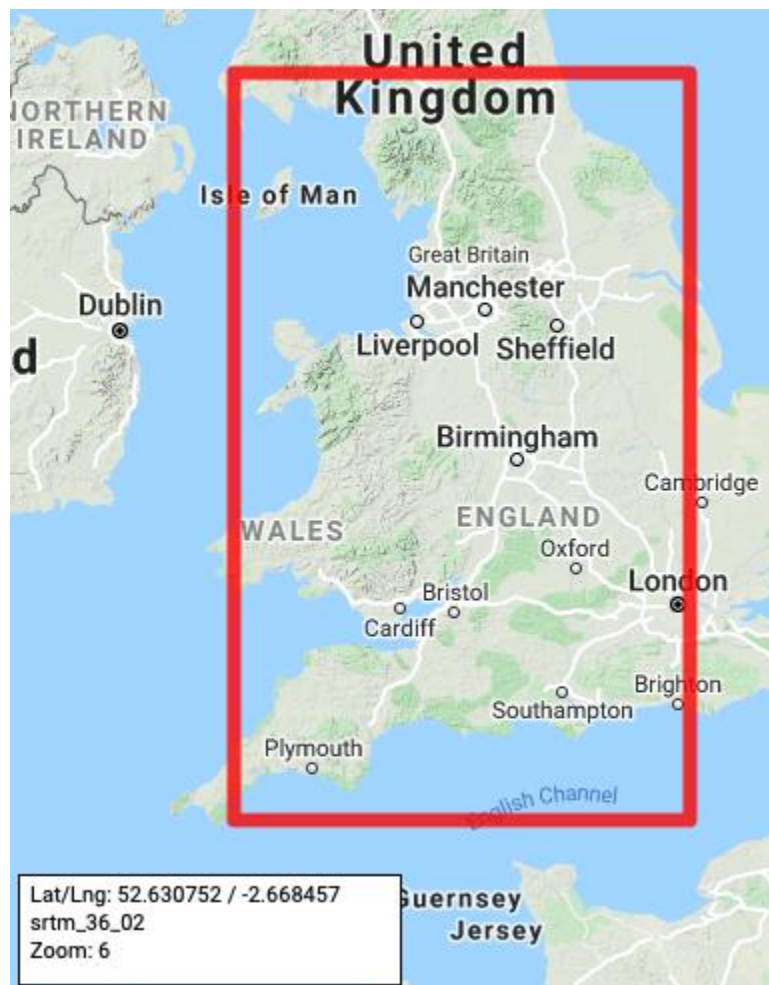 United
Kingdom
NORTHERN
IRELAND
Isle of Man
Great Britain
Manchester
Dublin
d
Liverpool
Sheffield
Birmingham
Cambridge
WALES
ENGLAND
Oxford
London
Bristol
Cardiff
Brighton
Southampton
Plymouth
English Channel
Lat/Lng: 52.630752 / -2.668457
srtm_36_02
Zoom: 6
Guernsey
Jersey